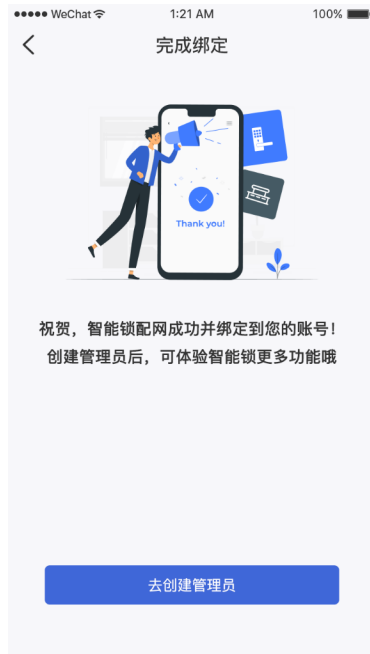 ●●●●● WeChat 1:21 AM 100%
完成绑定
Thank you!
祝贺，智能锁配网成功并绑定到您的账号！
创建管理员后，可体验智能锁更多功能哦
去创建管理员